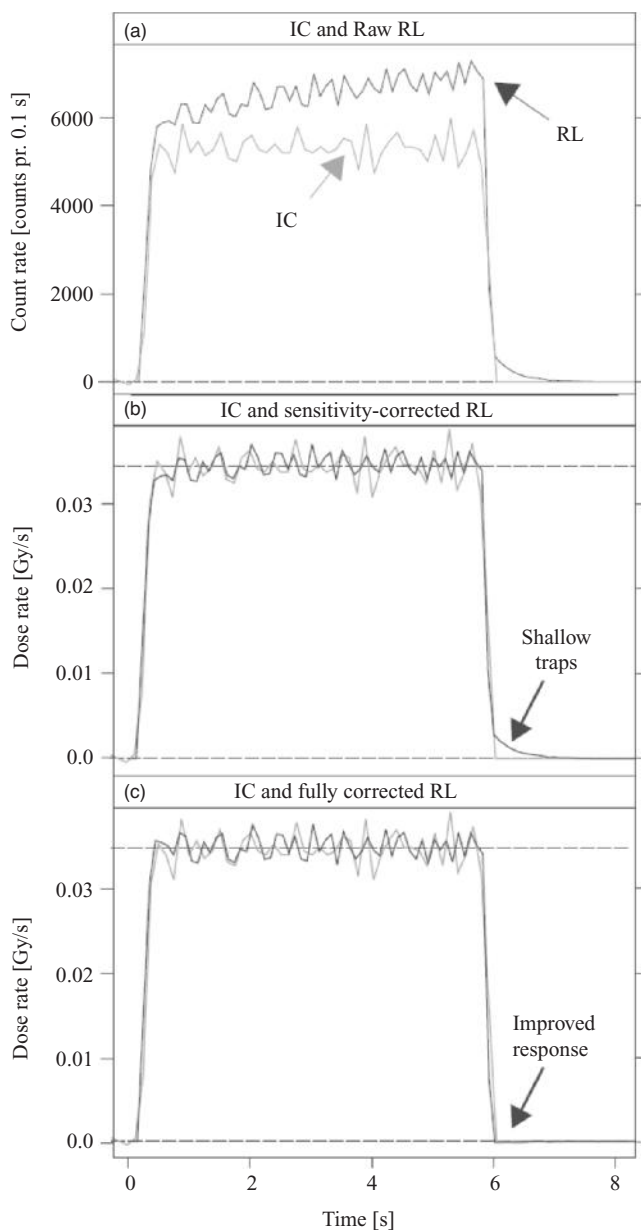 (a)
IC and Raw RL
Count rate [counts pr. 0.1 s]
6000
4000
2000
0
RL
IC
(b)
IC and sensitivity-corrected RL
Dose rate [Gy/s]
0.03
0.02
0.01
0.0
Shallow
traps
(c)
IC and fully corrected RL
Dose rate [Gy/s]
0.03
0.02
0.01
0.0
Improved
response
0 2 4 6 8
Time [s]